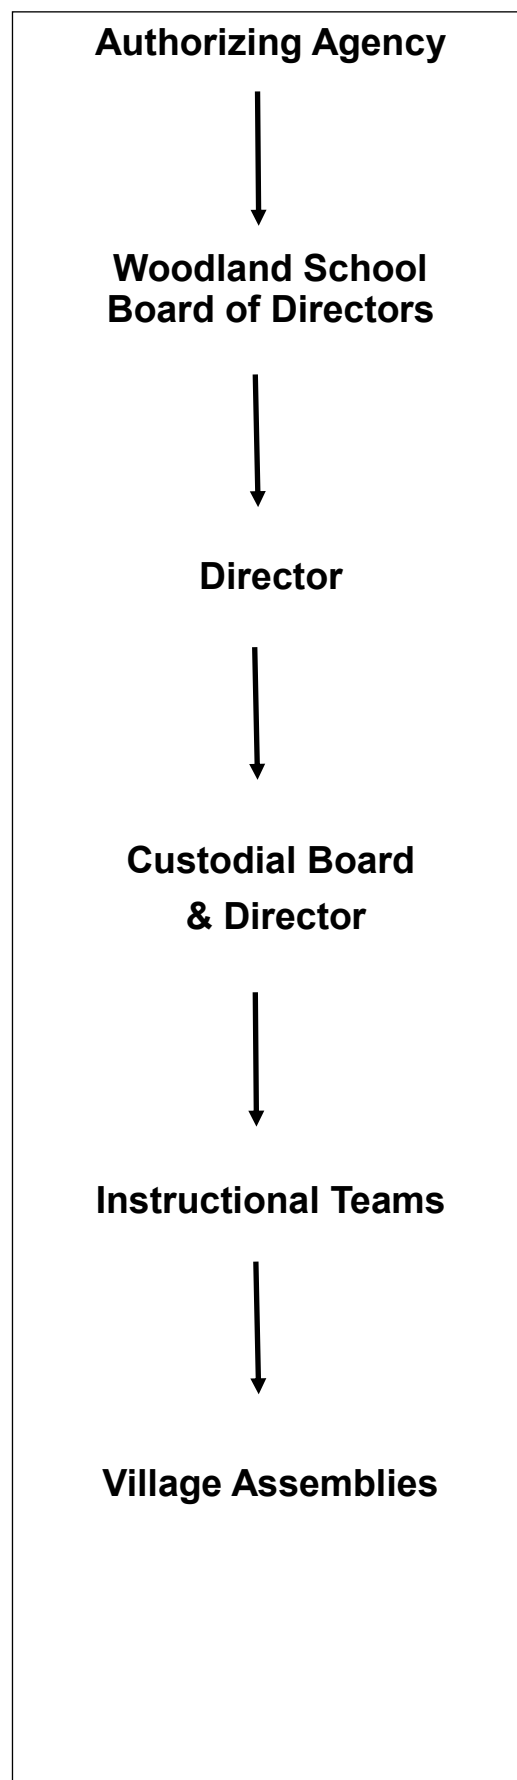 Authorizing Agency
Woodland School
Board of Directors
Director
Custodial Board
& Director
Instructional Teams
Village Assemblies